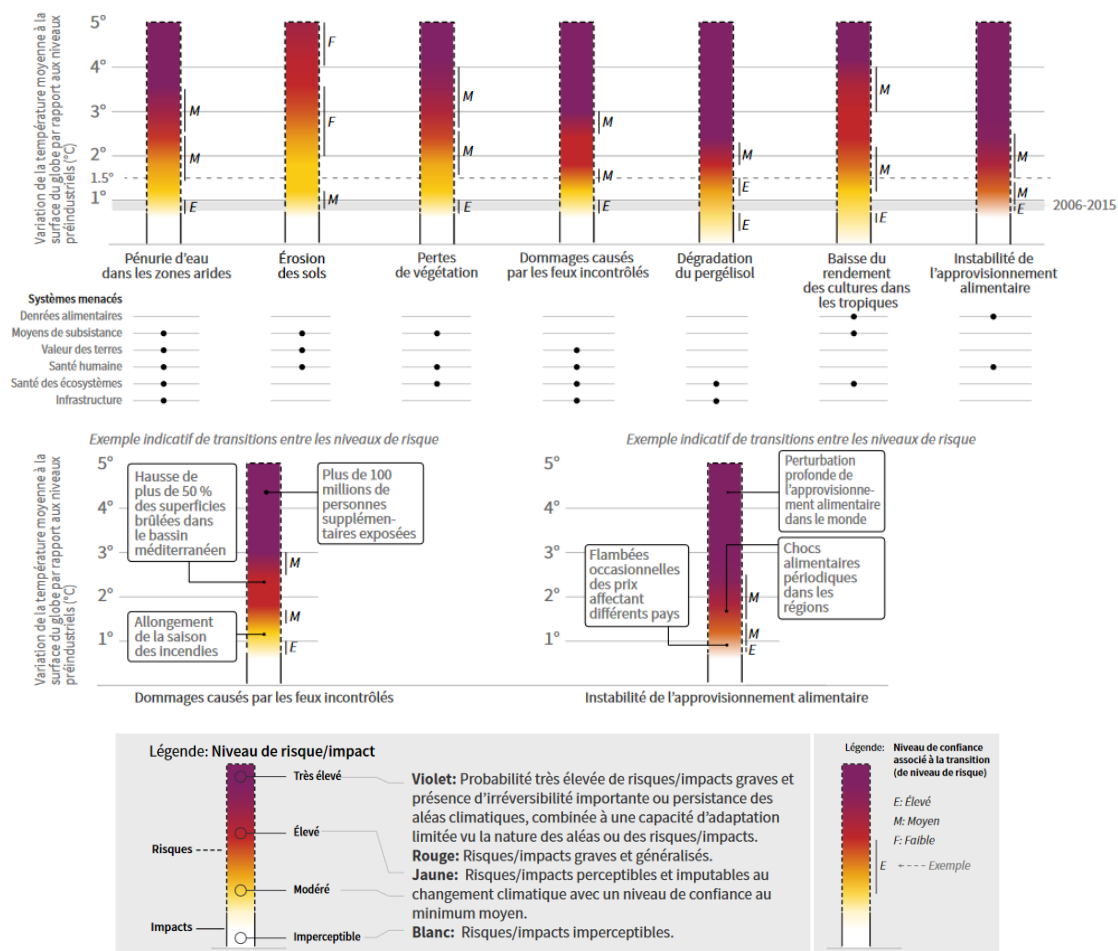 Variation de la température moyenne à la
surface du globe par rapport aux niveaux
préindustriels (°C)
5°
4°
3°
2°
1.5°
1°
2006-2015
M
M
E
F
F
M
M
M
E
M
M
E
M
E
E
M
M
E
M
M
E
Pénurie d'eau
dans les zones arides
Érosion
des sols
Pertes
de végétation
Dommages causés
par les feux incontrôlés
Dégradation
du pergélisol
Baisse du
rendement
des cultures dans
les tropiques
Instabilité de
l'approvisionnement
alimentaire
Systèmes menacés
Denrées alimentaires
Moyens de subsistance
Valeur des terres
Santé humaine
Santé des écosystèmes
Infrastructure
Exemple indicatif de transitions entre les niveaux de risque
Variation de la température moyenne à la
surface du globe par rapport aux niveaux
préindustriels (°C)
5°
4°
3°
2°
1°
Hausse de
plus de 50 %
des superficies
brûlées dans
le bassin
méditerranéen
Plus de 100
millions de
personnes
supplémen-
taires exposées
Allongement
de la saison
des incendies
M
M
E
Dommages causés par les feux incontrôlés
Exemple indicatif de transitions entre les niveaux de risque
5°
4°
3°
2°
1°
Perturbation
profonde de
l'approvisionne-
ment alimentaire
dans le monde
Flambées
occasionnelles
des prix
affectant
différents pays
Chocs
alimentaires
périodiques
dans les
régions
M
M
E
Instabilité de l'approvisionnement alimentaire
Légende: Niveau de risque/impact
Très élevé
Élevé
Risques
Modéré
Impacts
Imperceptible
Violet: Probabilité très élevée de risques/impacts graves et
présence d'irréversibilité importante ou persistance des
aléas climatiques, combinée à une capacité d'adaptation
limitée vu la nature des aléas ou des risques/impacts.
Rouge: Risques/impacts graves et généralisés.
Jaune: Risques/impacts perceptibles et imputables au
changement climatique avec un niveau de confiance au
minimum moyen.
Blanc: Risques/impacts imperceptibles.
Légende: Niveau de confiance
associé à la transition
(de niveau de risque)
E: Élevé
M: Moyen
F: Faible
E
Exemple